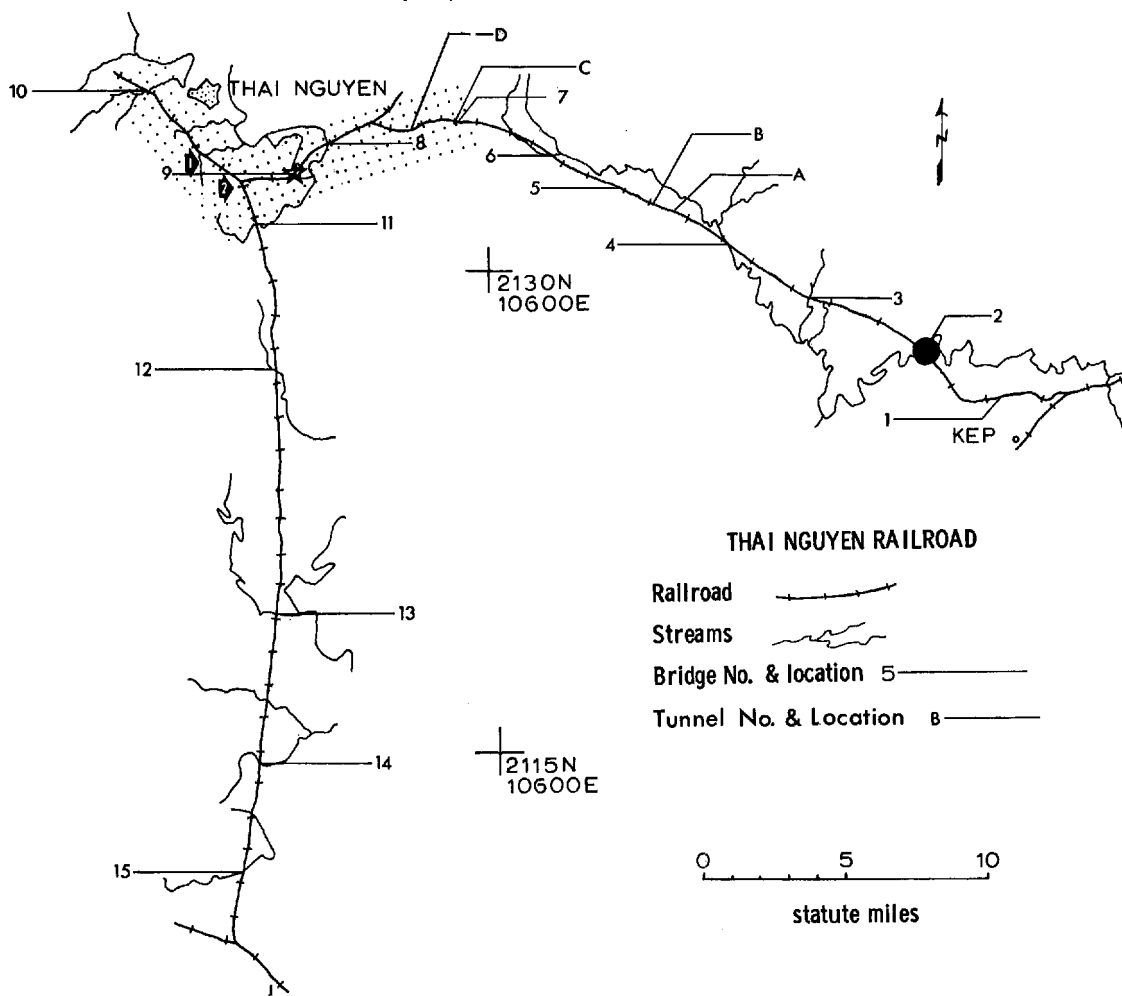 D
C
10
THAI NGUYEN
7
B
8
6
1
A
9
5
2
11
4
N
2130N
10600E
3
2
12
1
KEP
THAI NGUYEN RAILROAD
Railroad
Streams
13
Bridge No. & location 5
Tunnel No. & Location B
14
2115N
10600E
15
0 5 10
statute miles